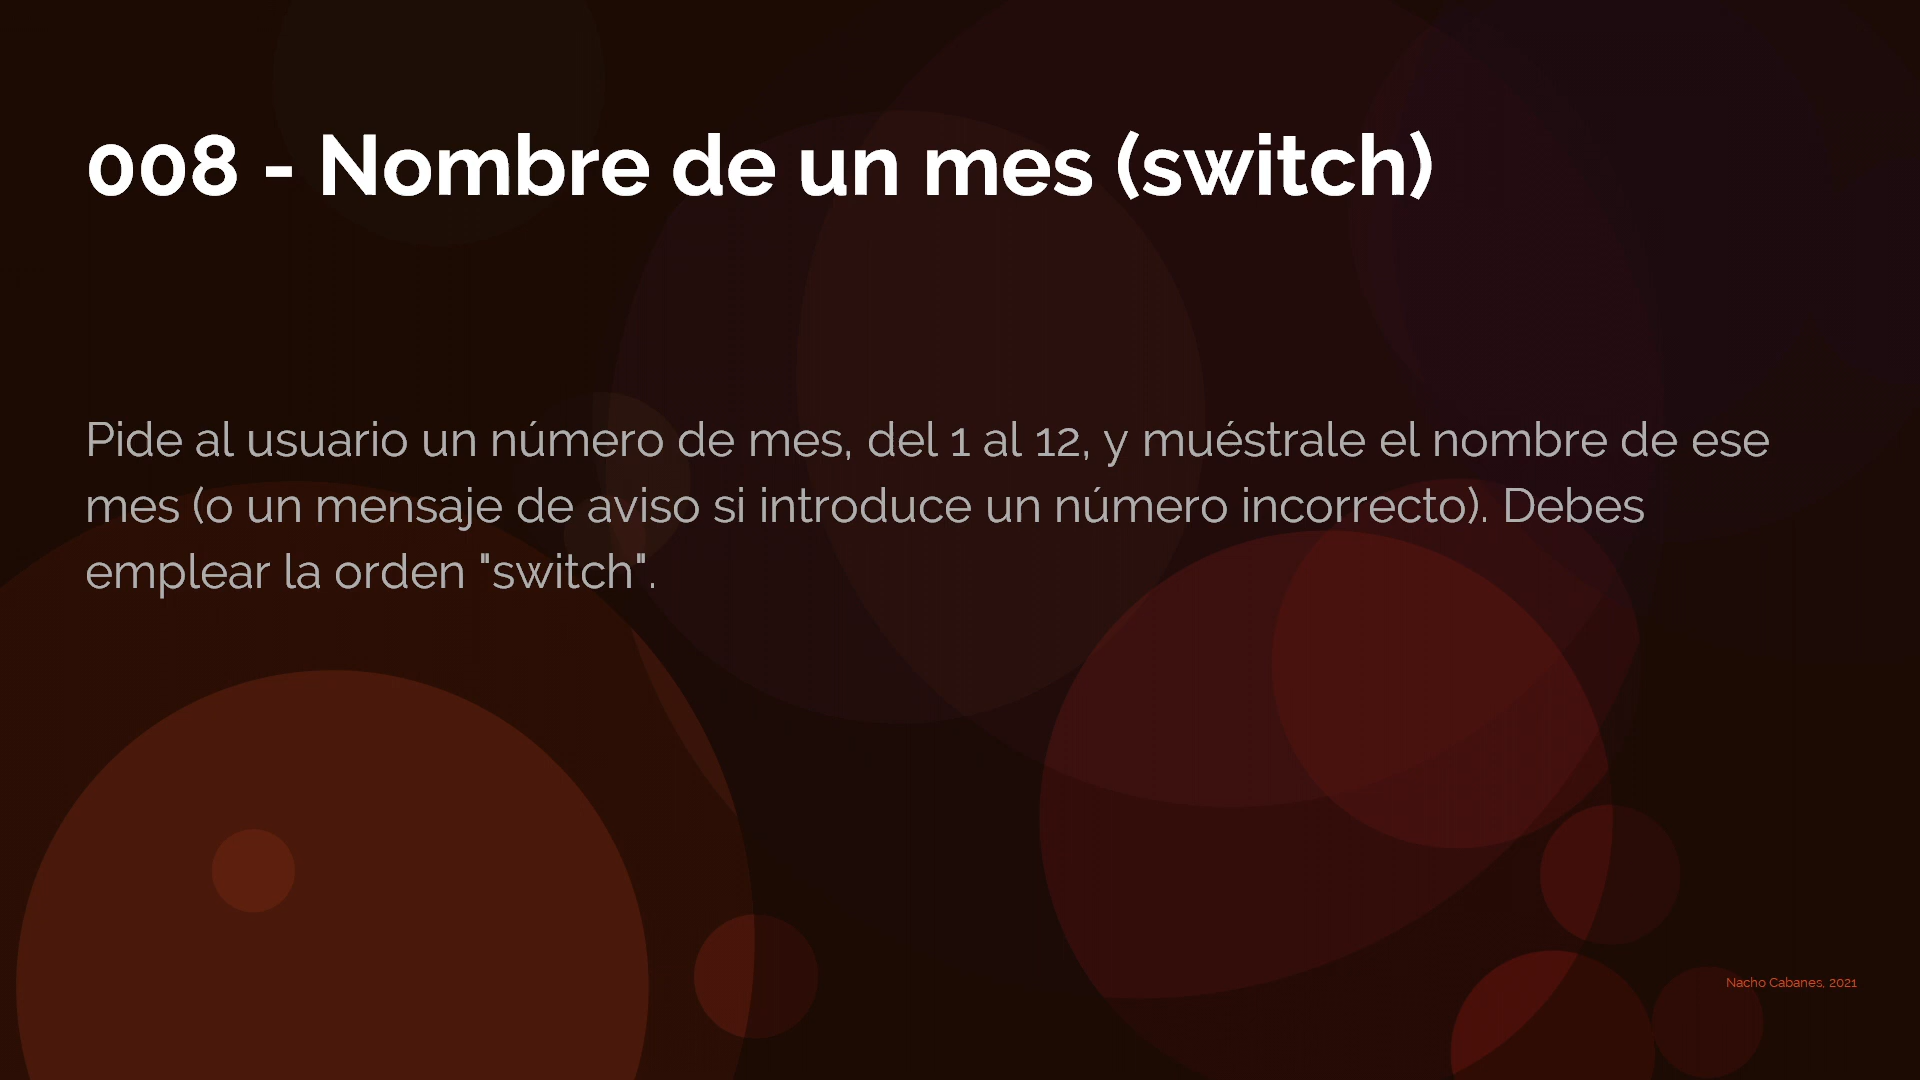 008 - Nombre de un mes (switch)
Pide al usuario un número de mes, del 1 al 12, y muéstrale el nombre de ese
mes (o un mensaje de aviso si introduce un número incorrecto). Debes
emplear la orden "switch".
Nacho Cabanes, 2021